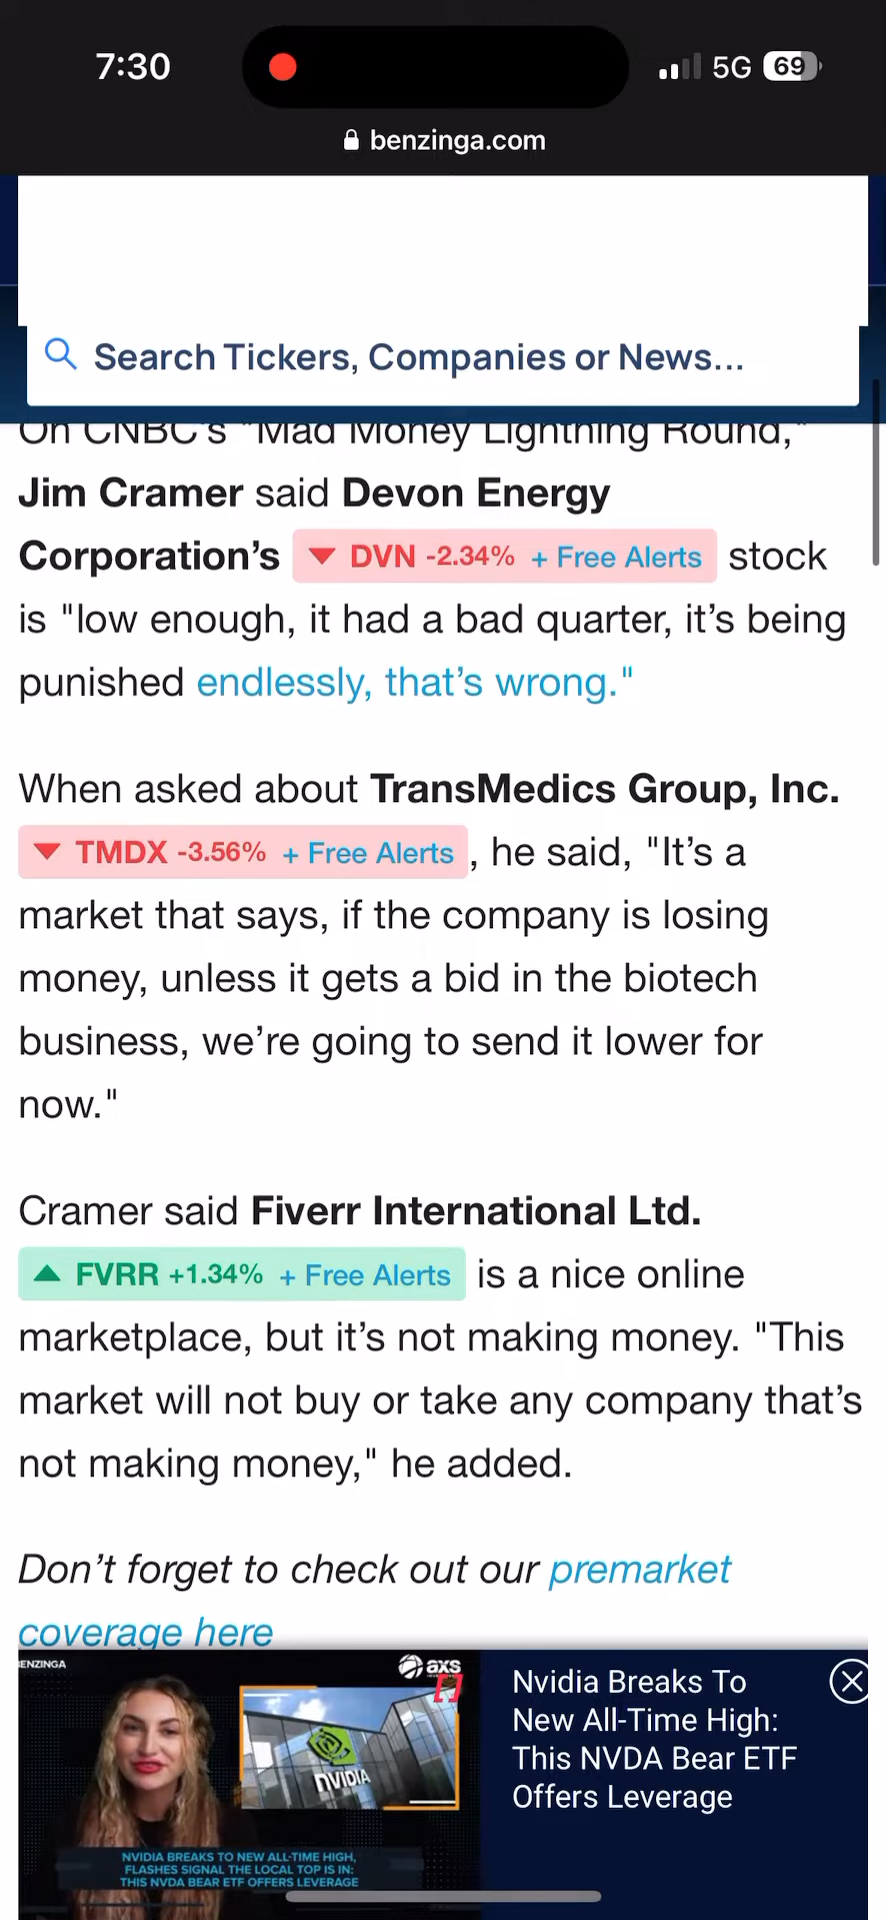 7:30
5G 69
benzinga.com
Search Tickers, Companies or News...
On CNBC's "Mad Money Lightning Round,"
Jim Cramer said Devon Energy
Corporation’s ▼ DVN -2.34% + Free Alerts stock
is "low enough, it had a bad quarter, it’s being
punished endlessly, that’s wrong."
When asked about TransMedics Group, Inc.
▼ TMDX -3.56% + Free Alerts , he said, "It’s a
market that says, if the company is losing
money, unless it gets a bid in the biotech
business, we’re going to send it lower for
now."
Cramer said Fiverr International Ltd.
▲ FVRR +1.34% + Free Alerts is a nice online
marketplace, but it’s not making money. "This
market will not buy or take any company that’s
not making money," he added.
Don’t forget to check out our premarket
coverage here
ENZINGA
axs
NVIDIA
NVIDIA BREAKS TO NEW ALL-TIME HIGH,
FLASHES SIGNAL THE LOCAL TOP IS IN:
THIS NVDA BEAR ETF OFFERS LEVERAGE
Nvidia Breaks To
New All-Time High:
This NVDA Bear ETF
Offers Leverage